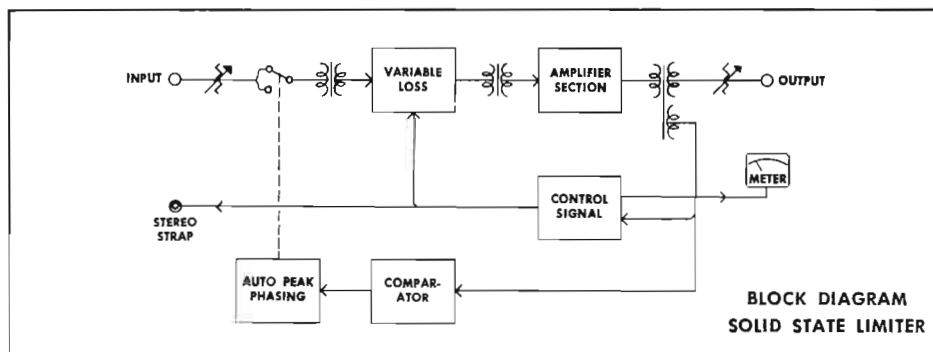 INPUT
VARIABLE
LOSS
AMPLIFIER
SECTION
OUTPUT
METER
CONTROL
SIGNAL
STEREO
STRAP
AUTO PEAK
PHASING
COMPAR-
ATOR
BLOCK DIAGRAM
SOLID STATE LIMITER